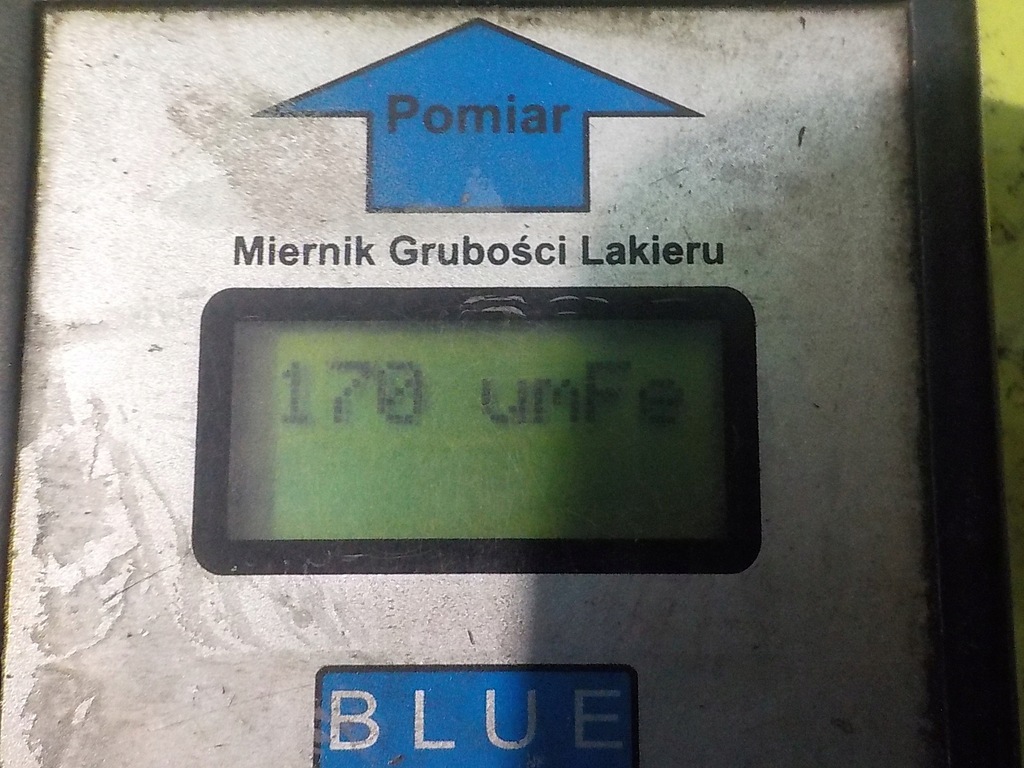 Pomiar
Miernik Grubości Lakieru
170 umFe
BLUE